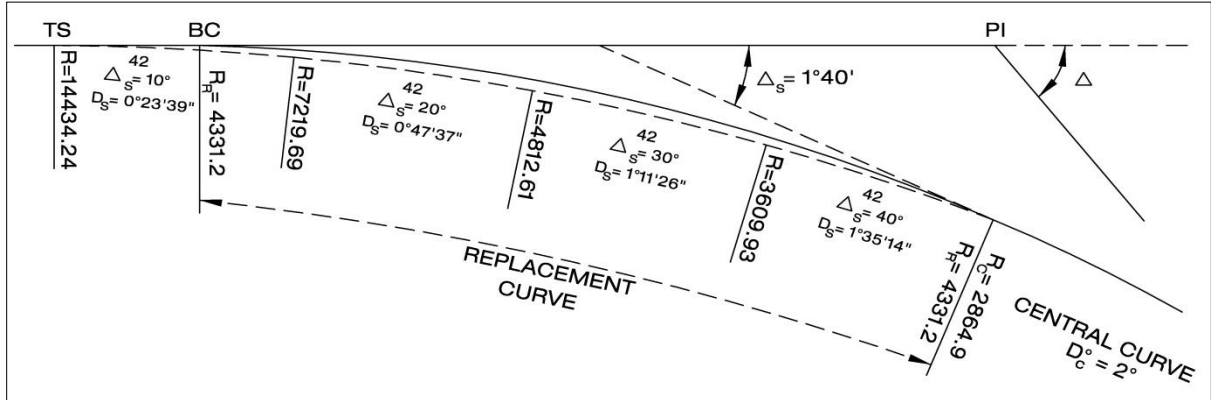 TS
BC
PI
R=14434.24
42
△s= 10°
Ds= 0°23'39"
RR= 4331.2
R=7219.69
42
△s= 20°
Ds= 0°47'37"
R=4812.61
42
△s= 30°
Ds= 1°11'26"
R=3609.93
42
△s= 40°
Ds= 1°35'14"
△s= 1°40'
△
REPLACEMENT
CURVE
RC= 2864.9
RR= 4331.2
CENTRAL CURVE
D°c = 2°